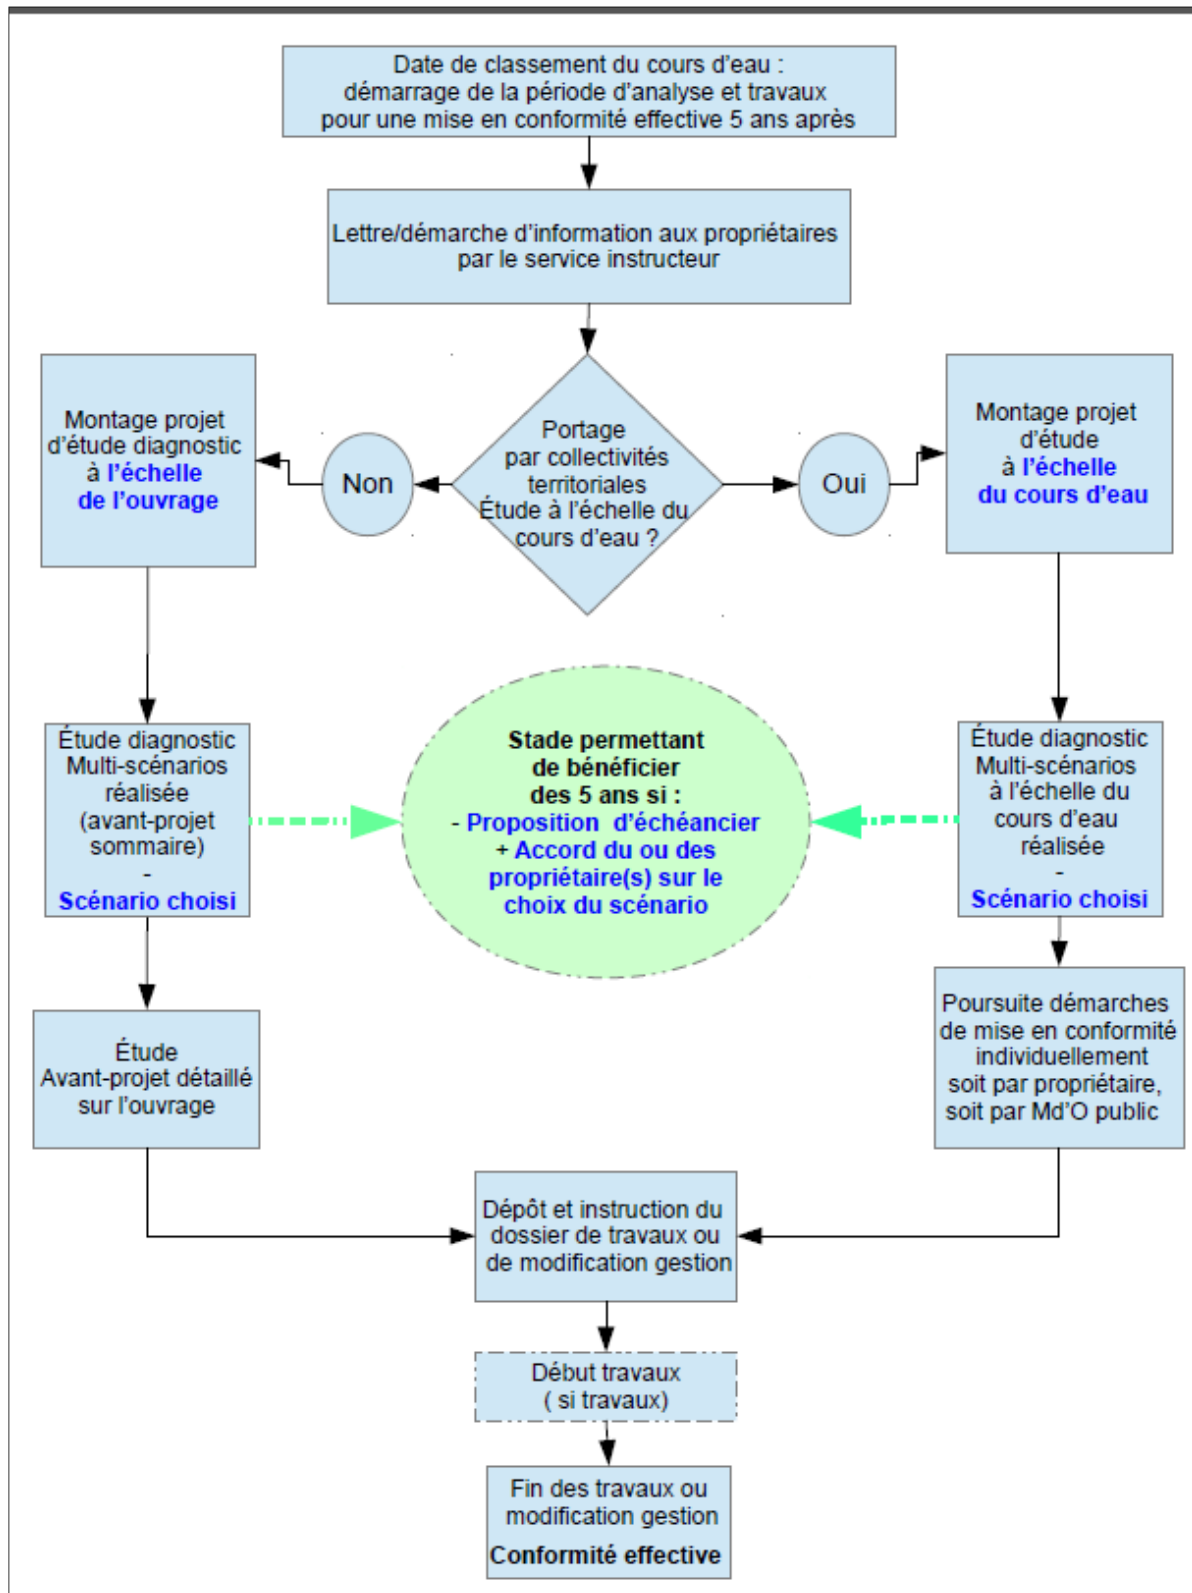 Date de classement du cours d'eau :
démarrage de la période d'analyse et travaux
pour une mise en conformité effective 5 ans après
Lettre/démarche d'information aux propriétaires
par le service instructeur
Portage
par collectivités
territoriales
Étude à l'échelle du
cours d'eau ?
Non
Oui
Montage projet
d'étude diagnostic
à l'échelle
de l'ouvrage
Montage projet
d'étude
à l'échelle
du cours d'eau
Étude diagnostic
Multi-scénarios
réalisée
(avant-projet
sommaire)
-
Scénario choisi
Stade permettant
de bénéficier
des 5 ans si :
- Proposition d'échéancier
+ Accord du ou des
propriétaire(s) sur le
choix du scénario
Étude diagnostic
Multi-scénarios
à l'échelle du
cours d'eau
réalisée
-
Scénario choisi
Étude
Avant-projet détaillé
sur l'ouvrage
Poursuite démarches
de mise en conformité
individuellement
soit par propriétaire,
soit par Md'O public
Dépôt et instruction du
dossier de travaux ou
de modification gestion
Début travaux
( si travaux)
Fin des travaux ou
modification gestion
Conformité effective